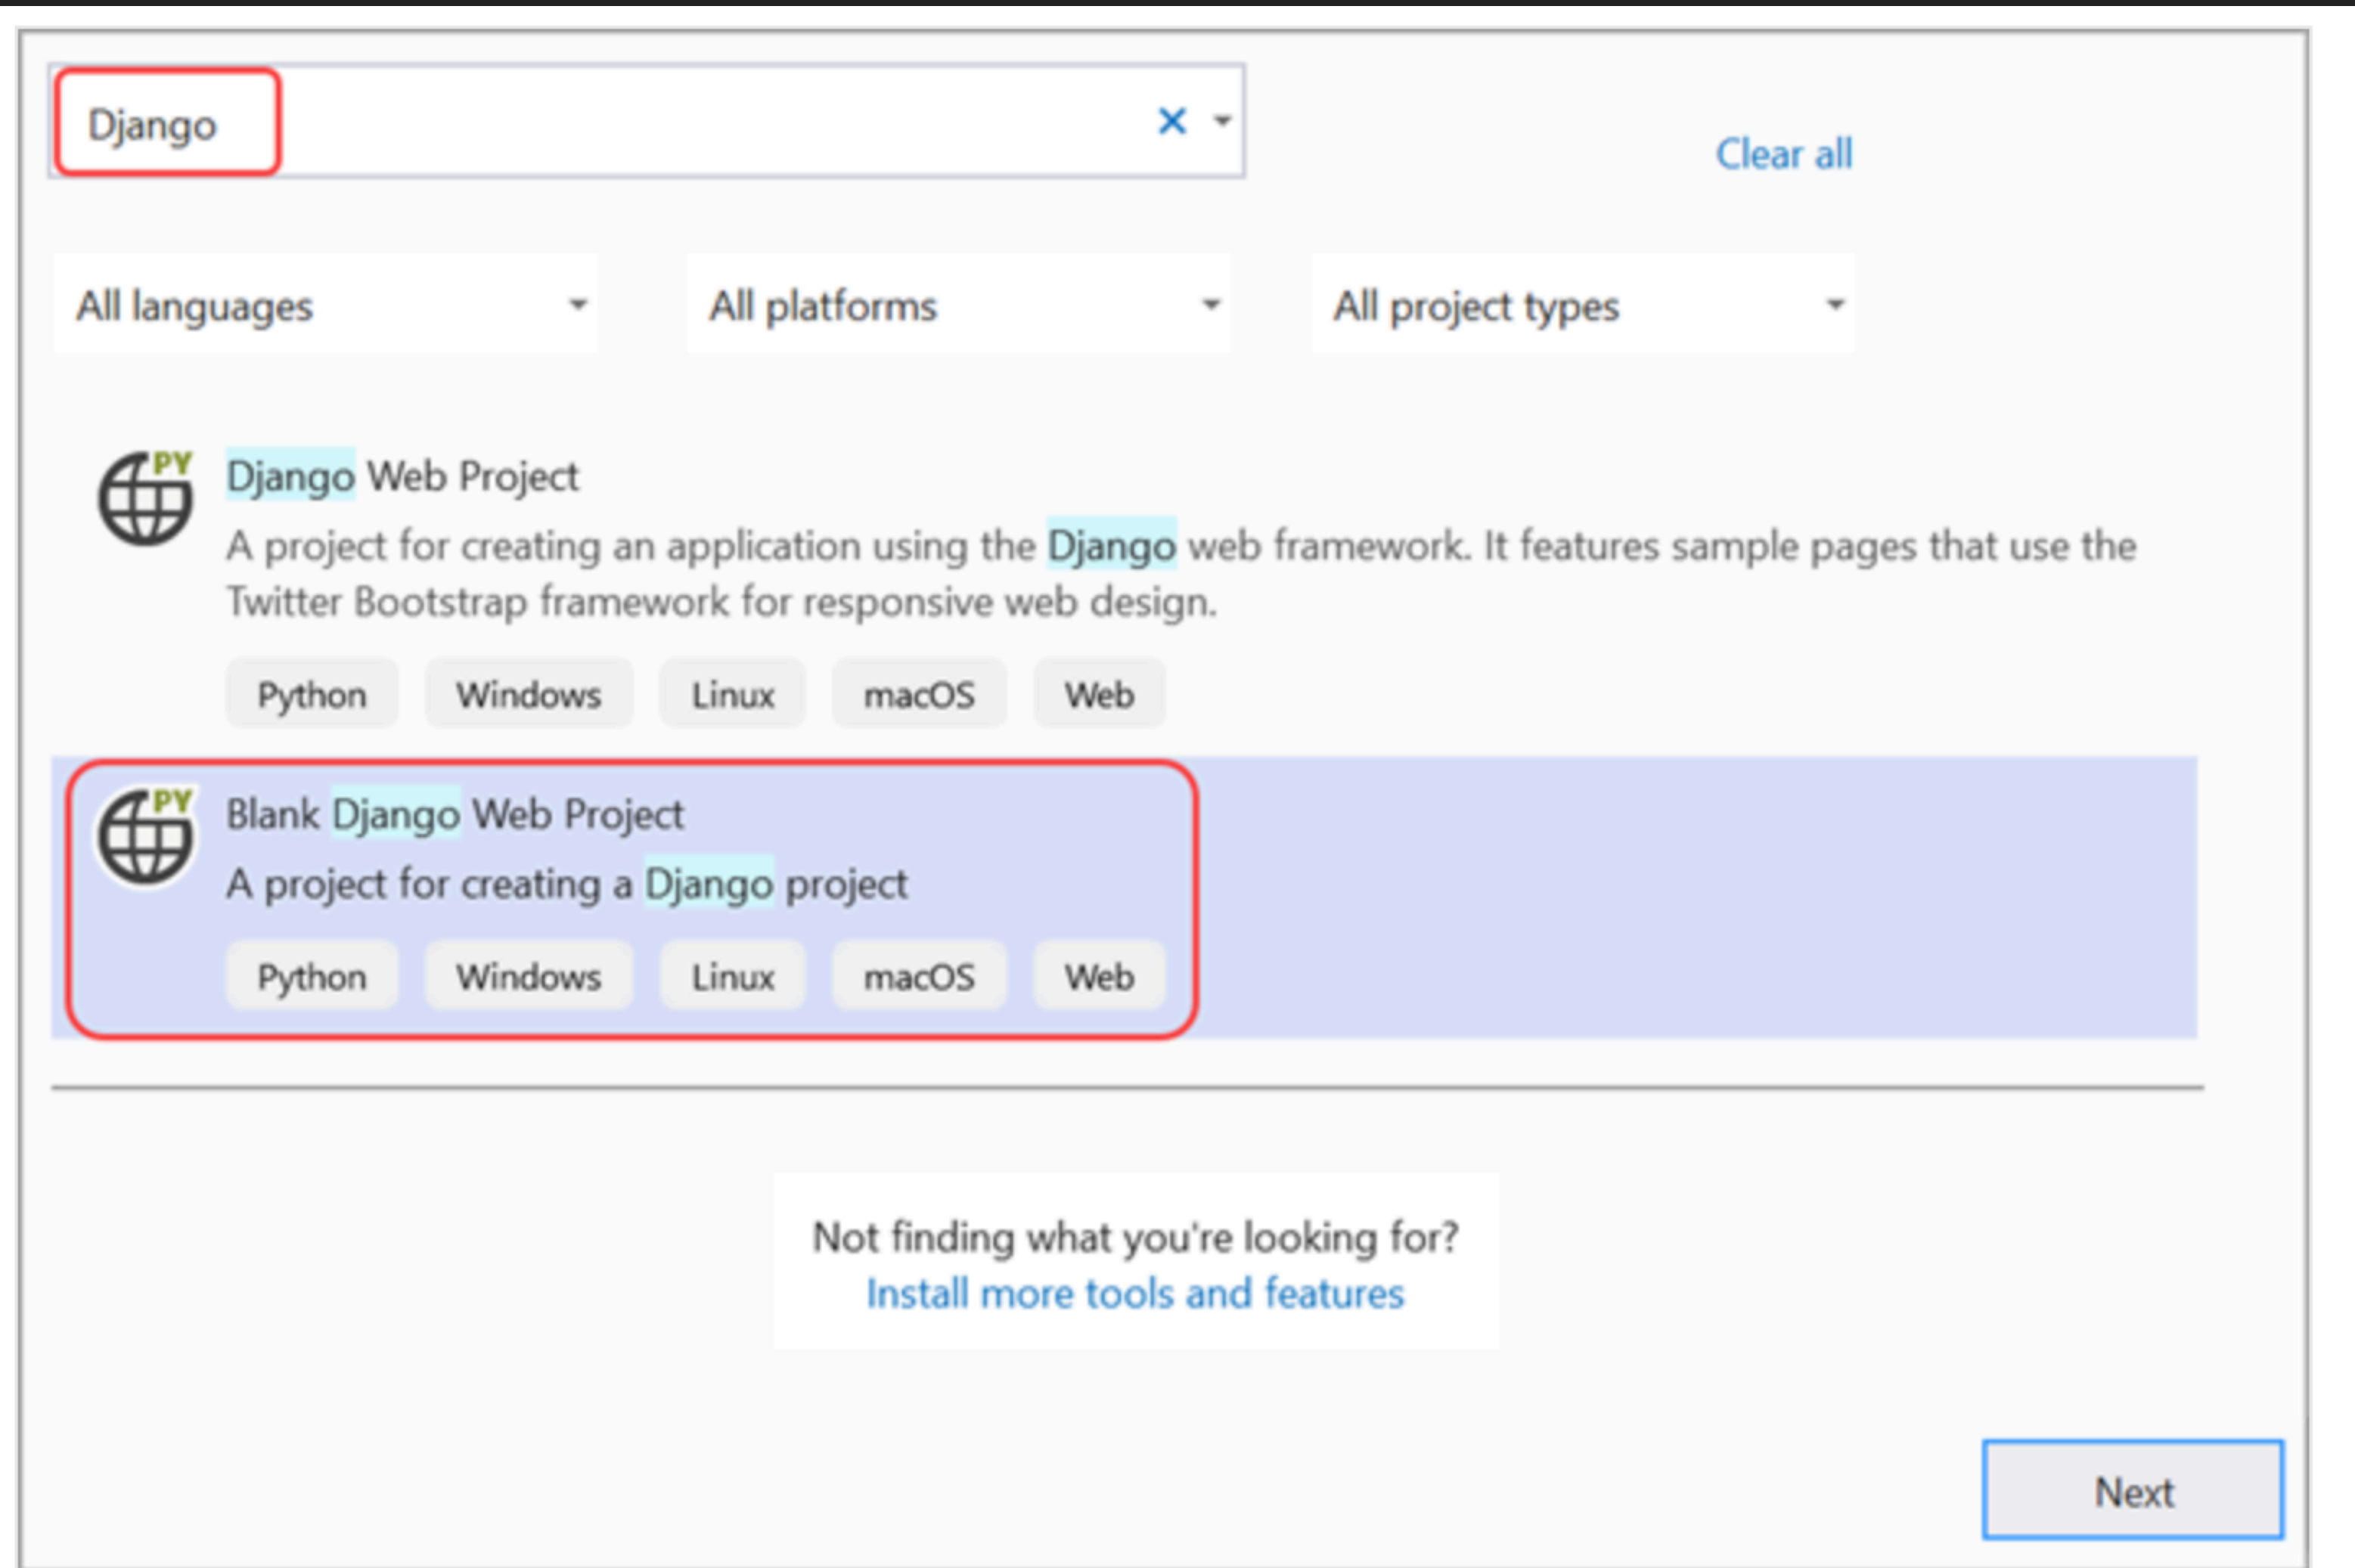 Django
Clear all
All languages
All platforms
All project types
PY
Django Web Project
A project for creating an application using the Django web framework. It features sample pages that use the
Twitter Bootstrap framework for responsive web design.
Python Windows Linux macOS Web
PY
Blank Django Web Project
A project for creating a Django project
Python Windows Linux macOS Web
Not finding what you're looking for?
Install more tools and features
Next